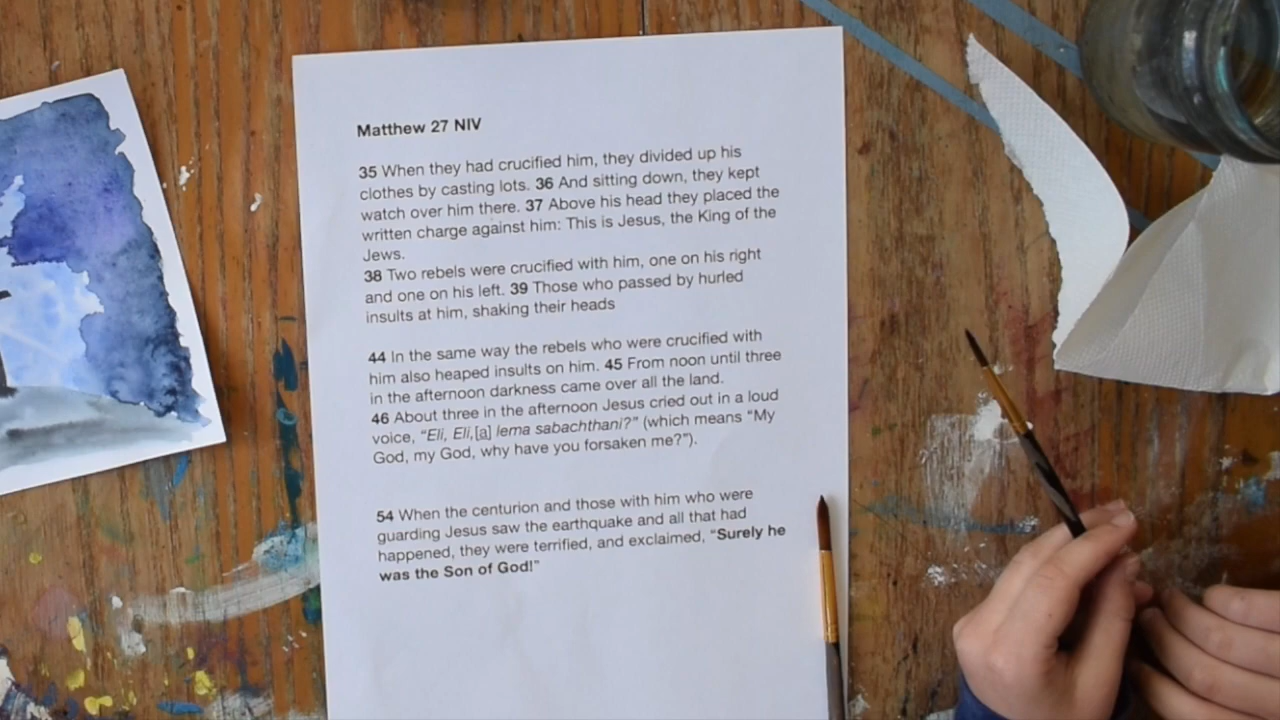 Matthew 27 NIV
35 When they had crucified him, they divided up his
clothes by casting lots. 36 And sitting down, they kept
watch over him there. 37 Above his head they placed the
written charge against him: This is Jesus, the King of the
Jews.
38 Two rebels were crucified with him, one on his right
and one on his left. 39 Those who passed by hurled
insults at him, shaking their heads
44 In the same way the rebels who were crucified with
him also heaped insults on him. 45 From noon until three
in the afternoon darkness came over all the land.
46 About three in the afternoon Jesus cried out in a loud
voice, “Eli, Eli,[a] lema sabachthani?” (which means “My
God, my God, why have you forsaken me?”).
54 When the centurion and those with him who were
guarding Jesus saw the earthquake and all that had
happened, they were terrified, and exclaimed, “Surely he
was the Son of God!”